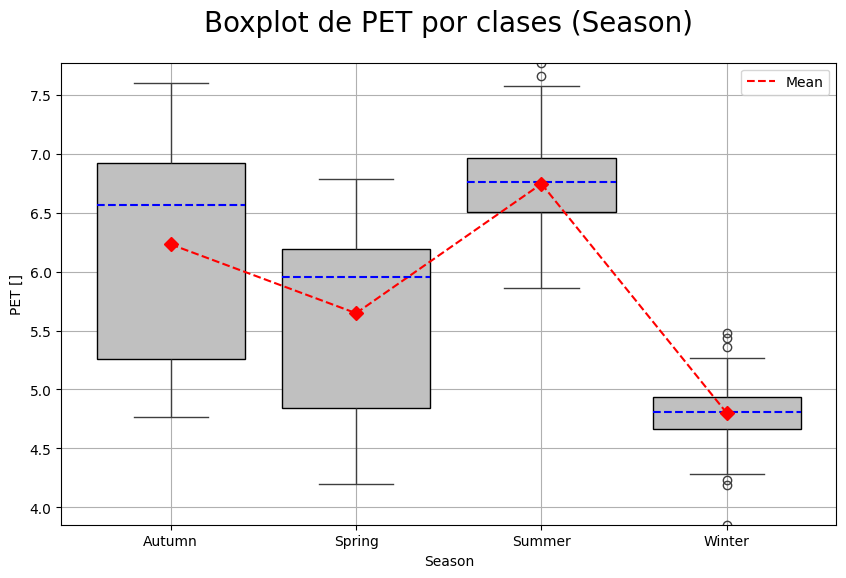 Boxplot de PET por clases (Season)
Mean
PET []
7.5
7.0
6.5
6.0
5.5
5.0
4.5
4.0
Autumn Spring Summer Winter
Season